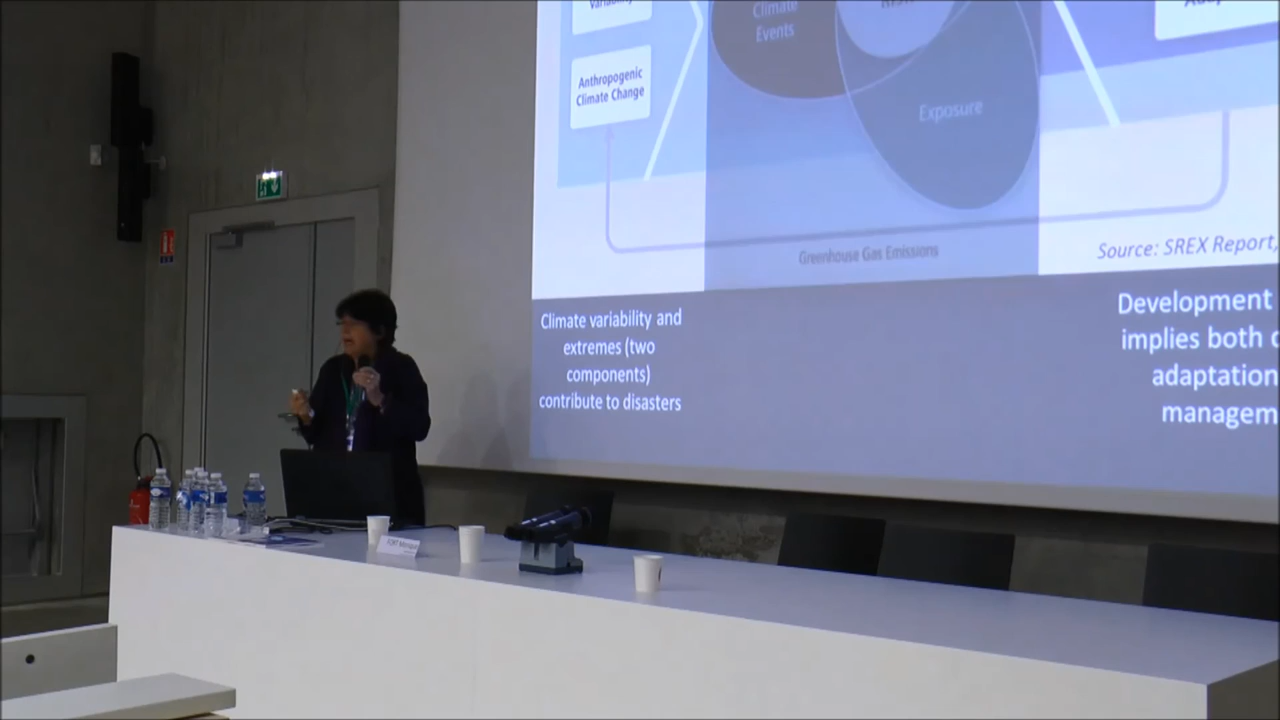 Climate
Events
Anthropogenic
Climate Change
Exposure
Greenhouse Gas Emissions
Source: SREX Report,
Climate variability and
extremes (two
components)
contribute to disasters
Development
implies both
adaptation
managem